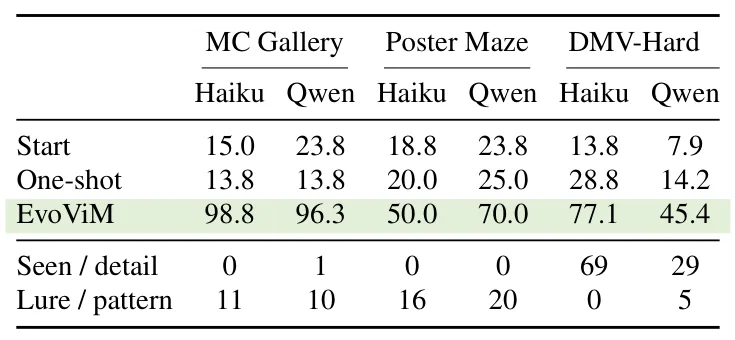 MC Gallery Poster Maze DMV-Hard
Haiku Qwen Haiku Qwen Haiku Qwen
Start 15.0 23.8 18.8 23.8 13.8 7.9
One-shot 13.8 13.8 20.0 25.0 28.8 14.2
EvoViM 98.8 96.3 50.0 70.0 77.1 45.4
Seen / detail 0 1 0 0 69 29
Lure / pattern 11 10 16 20 0 5